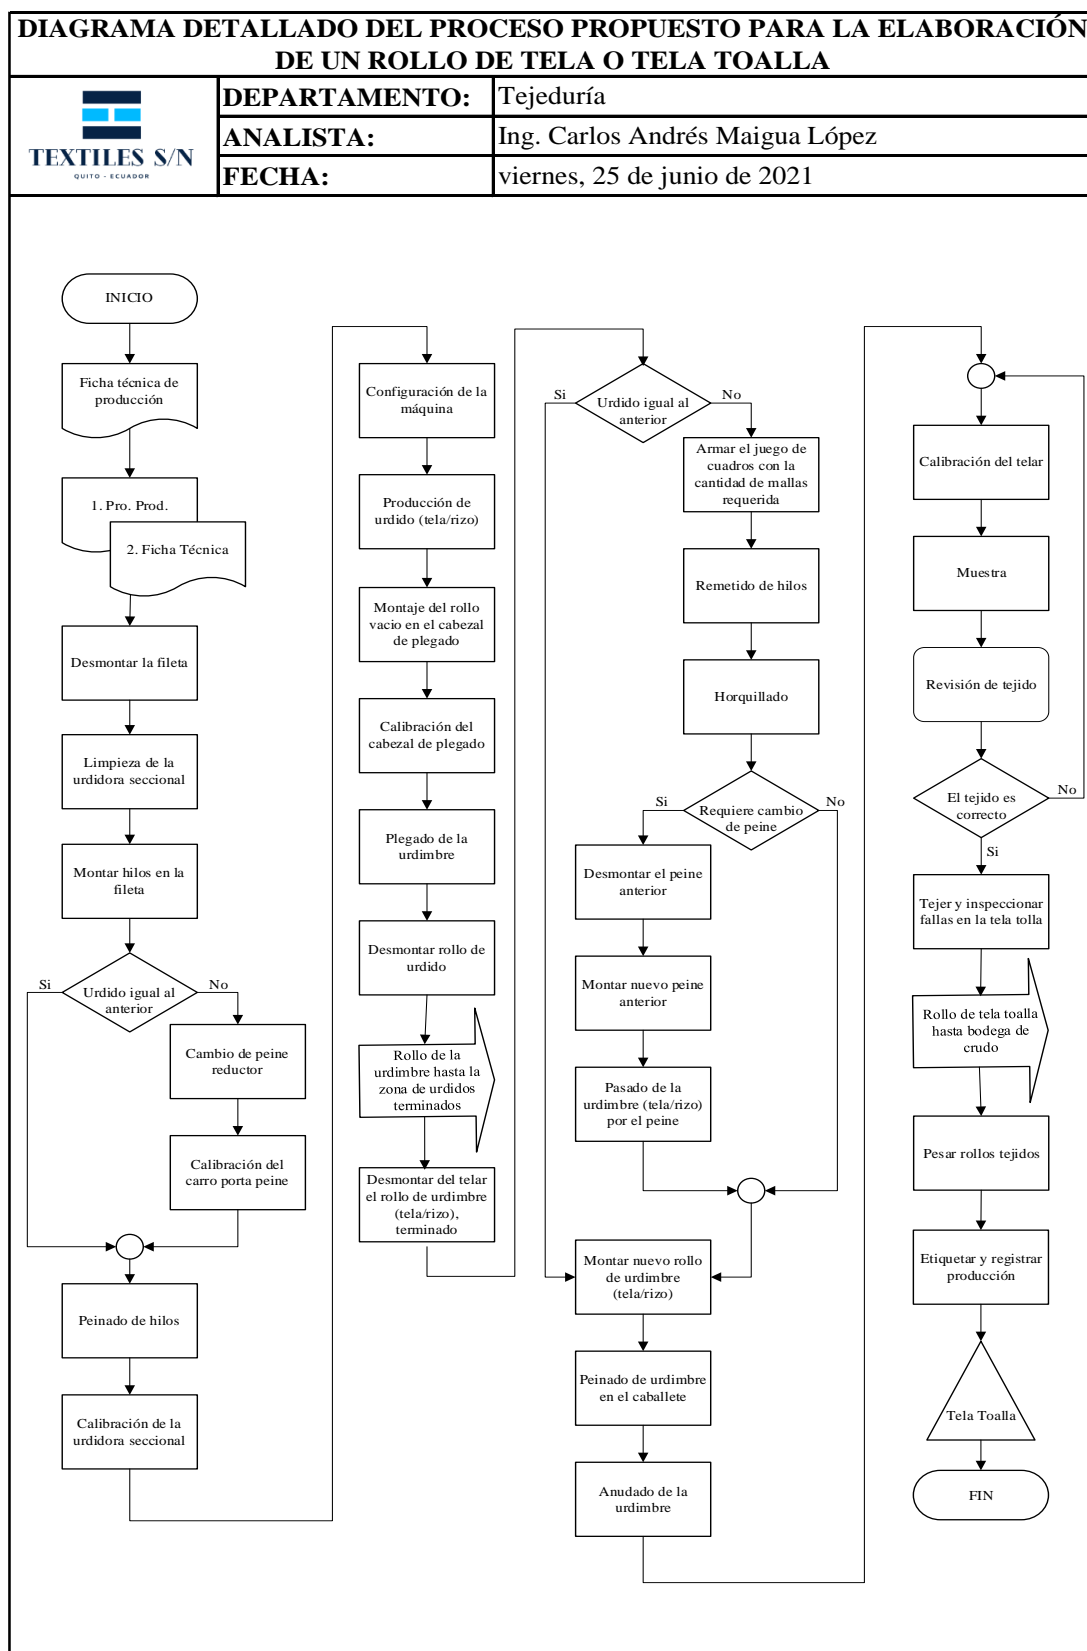 DIAGRAMA DETALLADO DEL PROCESO PROPUESTO PARA LA ELABORACIÓN
DE UN ROLLO DE TELA O TELA TOALLA
TEXTILES S/N
QUITO - ECUADOR
DEPARTAMENTO: Tejeduría
ANALISTA: Ing. Carlos Andrés Maigua López
FECHA: viernes, 25 de junio de 2021
INICIO
Ficha técnica de
producción
1. Pro. Prod.
2. Ficha Técnica
Desmontar la fileta
Limpieza de la
urdidora seccional
Montar hilos en la
fileta
Si
Urdido igual al
anterior
No
Cambio de peine
reductor
Calibración del
carro porta peine
Peinado de hilos
Calibración de la
urdidora seccional
Configuración de la
máquina
Producción de
urdido (tela/rizo)
Montaje del rollo
vacio en el cabezal
de plegado
Calibración del
cabezal de plegado
Plegado de la
urdimbre
Desmontar rollo de
urdido
Rollo de la
urdimbre hasta la
zona de urdidos
terminados
Desmontar del telar
el rollo de urdimbre
(tela/rizo),
terminado
Si
Urdido igual al
anterior
No
Armar el juego de
cuadros con la
cantidad de mallas
requerida
Remetido de hilos
Horquillado
Si
Requiere cambio
de peine
No
Desmontar el peine
anterior
Montar nuevo peine
anterior
Pasado de la
urdimbre (tela/rizo)
por el peine
Montar nuevo rollo
de urdimbre
(tela/rizo)
Peinado de urdimbre
en el caballete
Anudado de la
urdimbre
Calibración del telar
Muestra
Revisión de tejido
El tejido es
correcto
No
Si
Tejer y inspeccionar
fallas en la tela tolla
Rollo de tela toalla
hasta bodega de
crudo
Pesar rollos tejidos
Etiquetar y registrar
producción
Tela Toalla
FIN